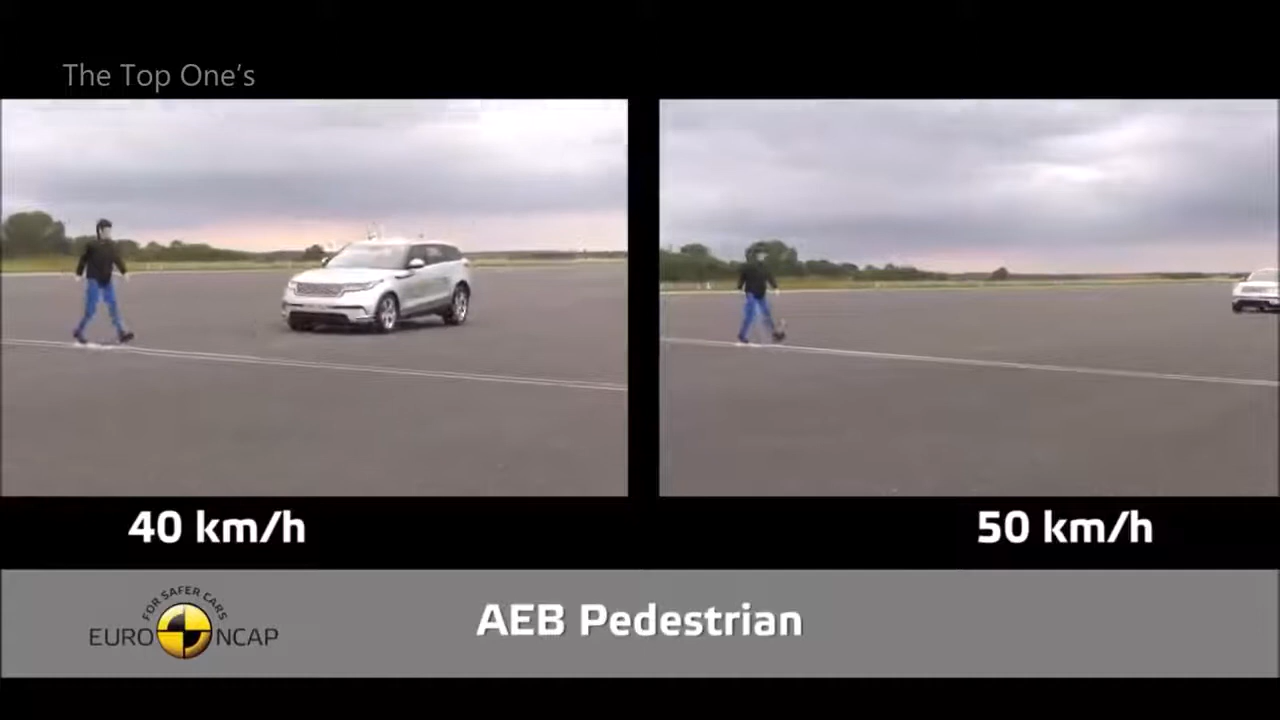 The Top One's
40 km/h
50 km/h
FOR SAFER CARS
EURO NCAP
AEB Pedestrian